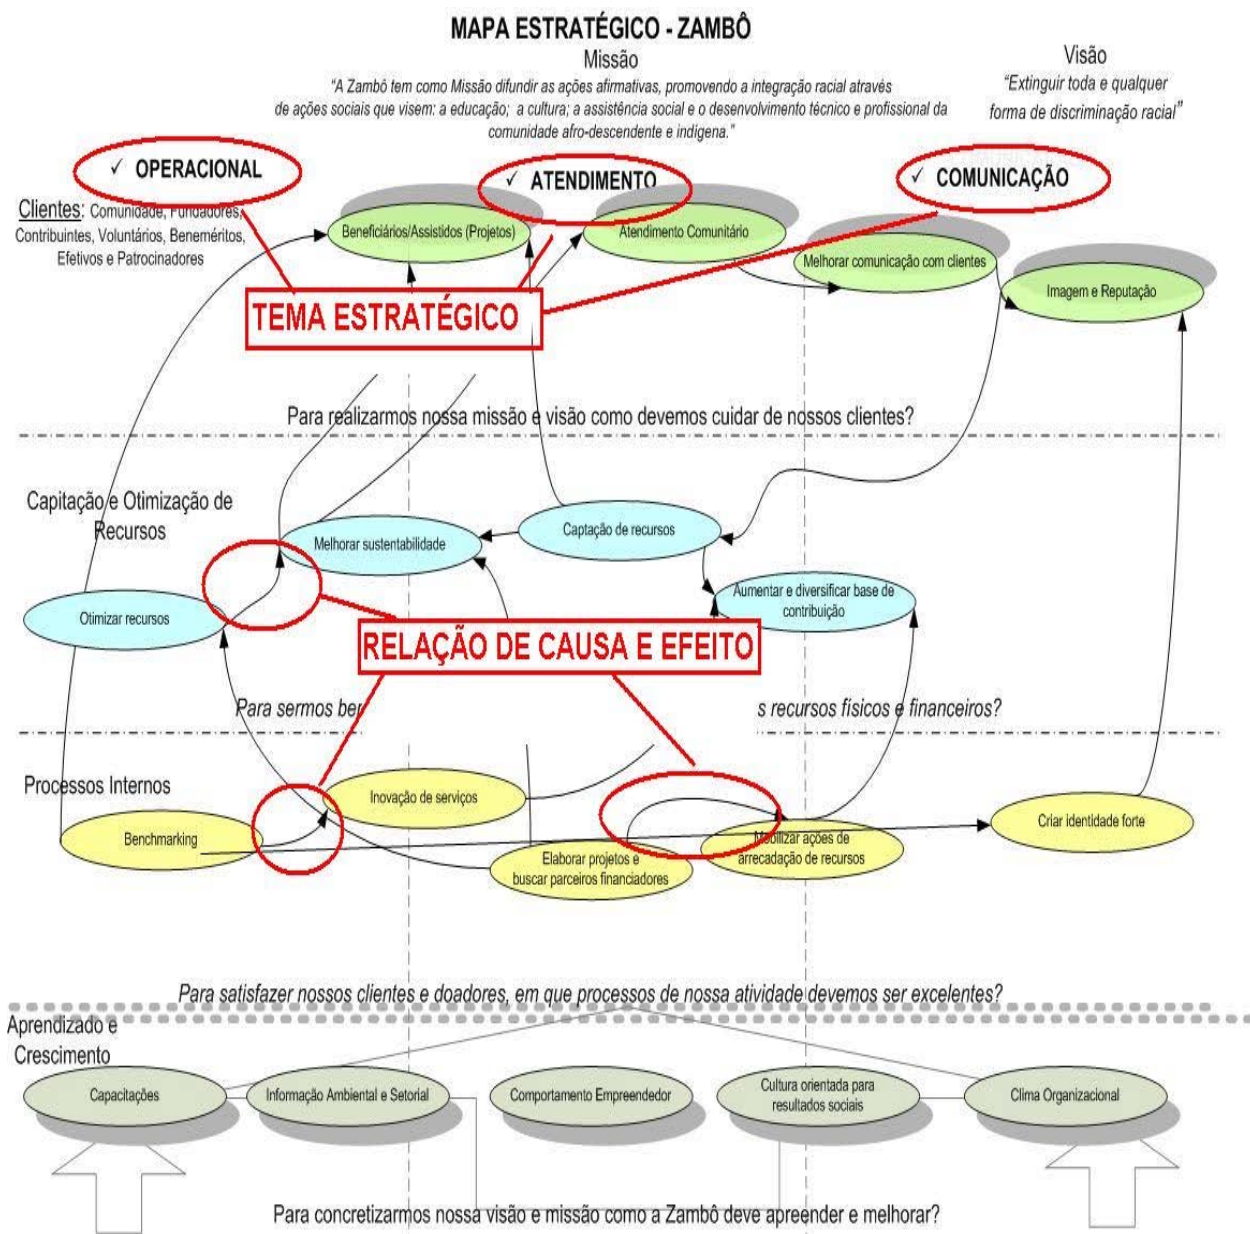 MAPA ESTRATÉGICO - ZAMBÔ
Missão
"A Zambô tem como Missão difundir as ações afirmativas, promovendo a integração racial através
de ações sociais que visem: a educação; a cultura; a assistência social e o desenvolvimento técnico e profissional da
comunidade afro-descendente e indígena."
Visão
"Extinguir toda e qualquer
forma de discriminação racial"
✓ OPERACIONAL
✓ ATENDIMENTO
✓ COMUNICAÇÃO
Clientes: Comunidade, Fundadores,
Contribuintes, Voluntários, Beneméritos,
Efetivos e Patrocinadores
Beneficiários/Assistidos (Projetos)
Atendimento Comunitário
Melhorar comunicação com clientes
Imagem e Reputação
TEMA ESTRATÉGICO
Para realizarmos nossa missão e visão como devemos cuidar de nossos clientes?
Capitação e Otimização de
Recursos
Captação de recursos
Melhorar sustentabilidade
Aumentar e diversificar base de
contribuição
Otimizar recursos
RELAÇÃO DE CAUSA E EFEITO
Para sermos ber
s recursos físicos e financeiros?
Processos Internos
Inovação de serviços
Benchmarking
Criar identidade forte
Elaborar projetos e
buscar parceiros financiadores
Mobilizar ações de
arrecadação de recursos
Para satisfazer nossos clientes e doadores, em que processos de nossa atividade devemos ser excelentes?
Aprendizado e
Crescimento
Capacitações
Informação Ambiental e Setorial
Comportamento Empreendedor
Cultura orientada para
resultados sociais
Clima Organizacional
Para concretizarmos nossa visão e missão como a Zambô deve apreender e melhorar?